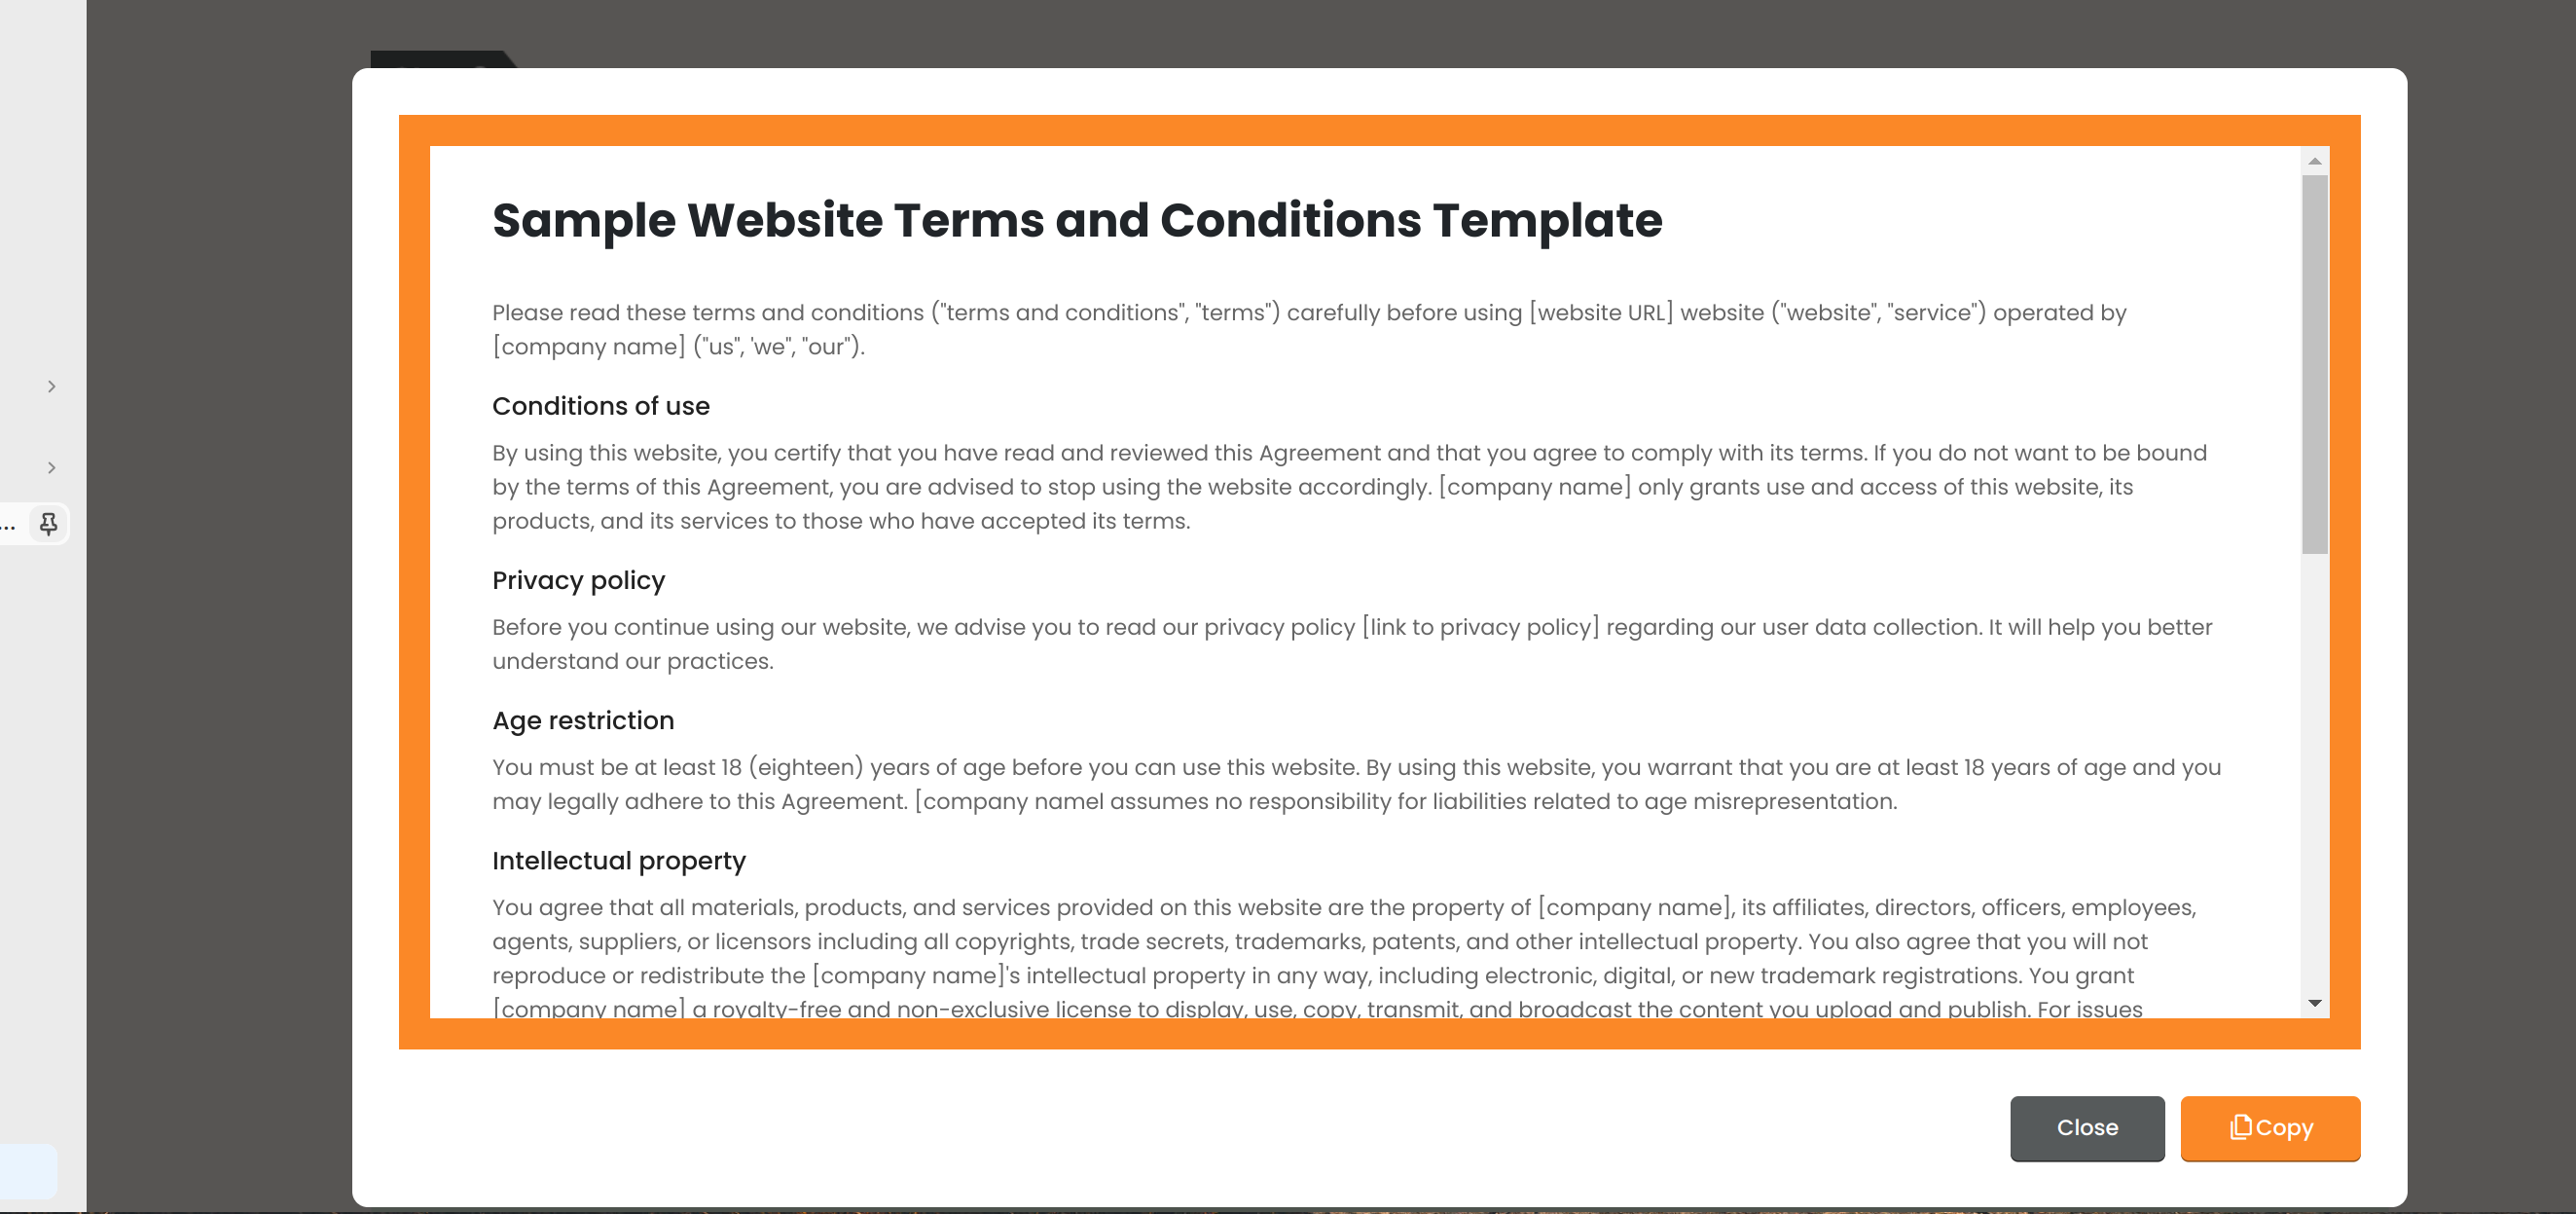 Sample Website Terms and Conditions Template
Please read these terms and conditions ("terms and conditions", "terms") carefully before using [website URL] website ("website", "service") operated by
[company name] ("us", 'we", "our").
Conditions of use
By using this website, you certify that you have read and reviewed this Agreement and that you agree to comply with its terms. If you do not want to be bound
by the terms of this Agreement, you are advised to stop using the website accordingly. [company name] only grants use and access of this website, its
products, and its services to those who have accepted its terms.
Privacy policy
Before you continue using our website, we advise you to read our privacy policy [link to privacy policy] regarding our user data collection. It will help you better
understand our practices.
Age restriction
You must be at least 18 (eighteen) years of age before you can use this website. By using this website, you warrant that you are at least 18 years of age and you
may legally adhere to this Agreement. [company namel assumes no responsibility for liabilities related to age misrepresentation.
Intellectual property
You agree that all materials, products, and services provided on this website are the property of [company name], its affiliates, directors, officers, employees,
agents, suppliers, or licensors including all copyrights, trade secrets, trademarks, patents, and other intellectual property. You also agree that you will not
reproduce or redistribute the [company name]'s intellectual property in any way, including electronic, digital, or new trademark registrations. You grant
[company name] a royalty-free and non-exclusive license to display, use, copy, transmit, and broadcast the content you upload and publish. For issues
...
Close
Copy